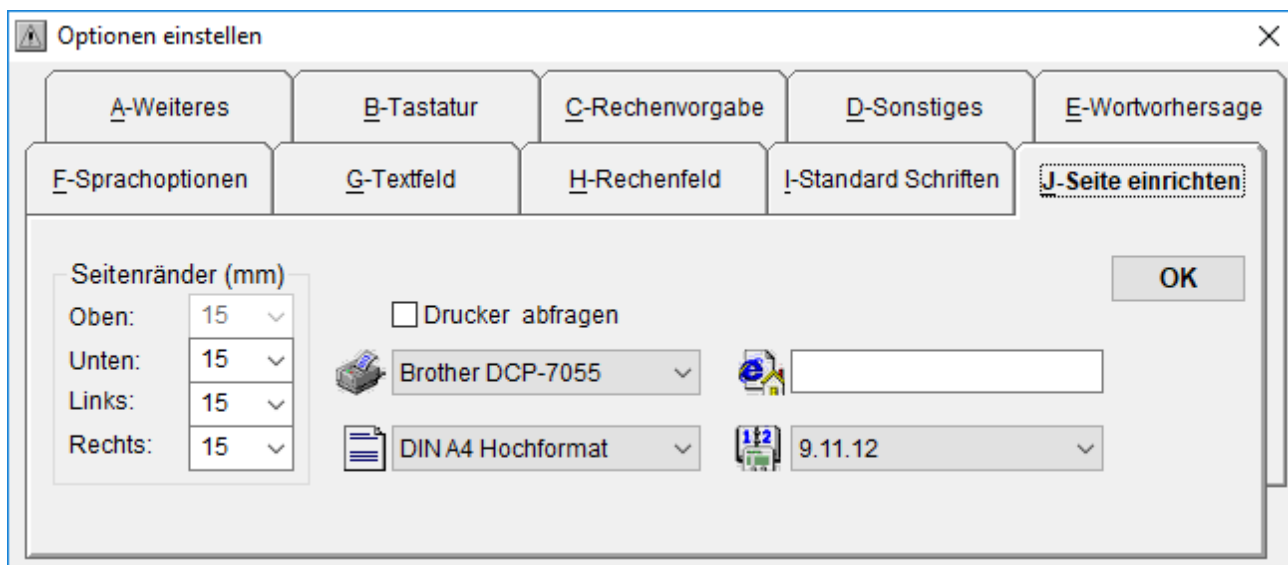 Optionen einstellen
A-Weiteres
B-Tastatur
C-Rechenvorgabe
D-Sonstiges
E-Wortvorhersage
F-Sprachoptionen
G-Textfeld
H-Rechenfeld
I-Standard Schriften
J-Seite einrichten
Seitenränder (mm)
Oben: 15
Unten: 15
Links: 15
Rechts: 15
Drucker abfragen
Brother DCP-7055
DIN A4 Hochformat
OK
12
9.11.12